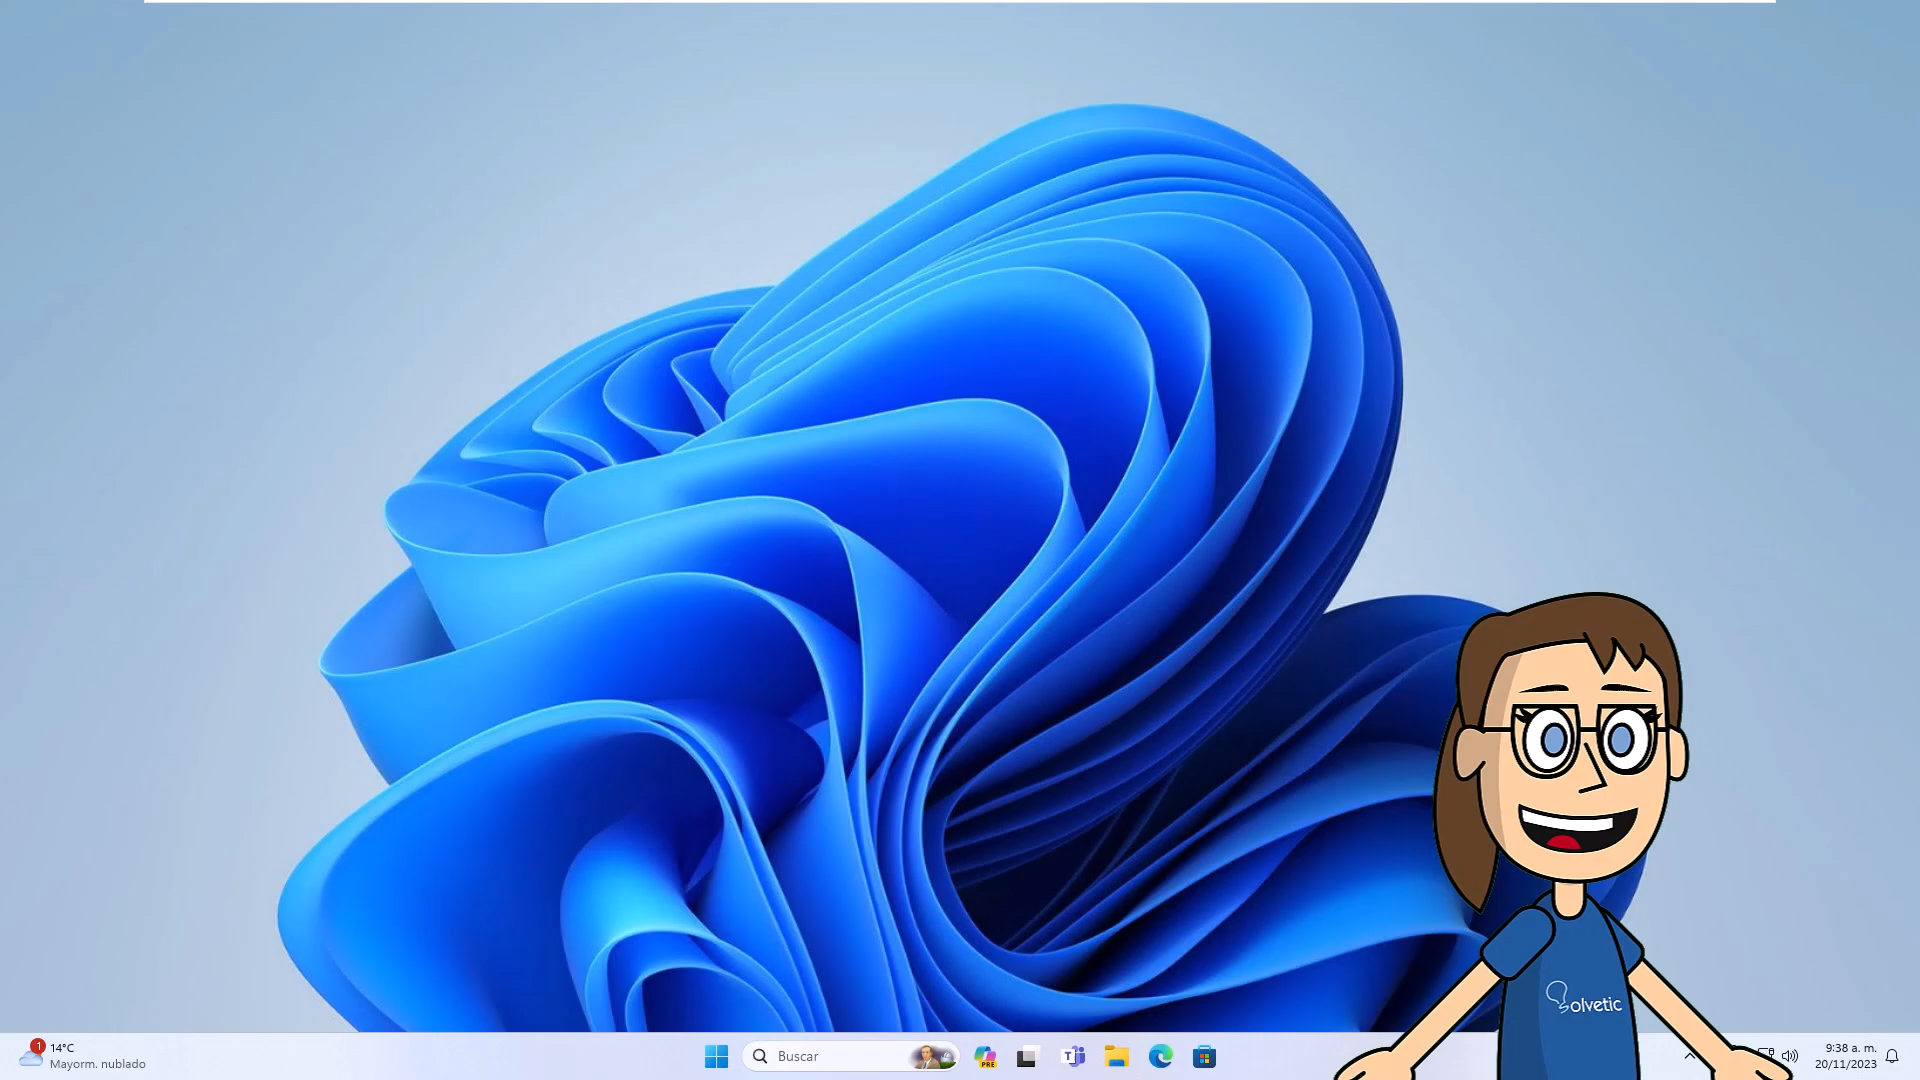 olvetic
1
14°C
Mayorm. nublado
Buscar
PRE
T
9:38 a. m.
20/11/2023